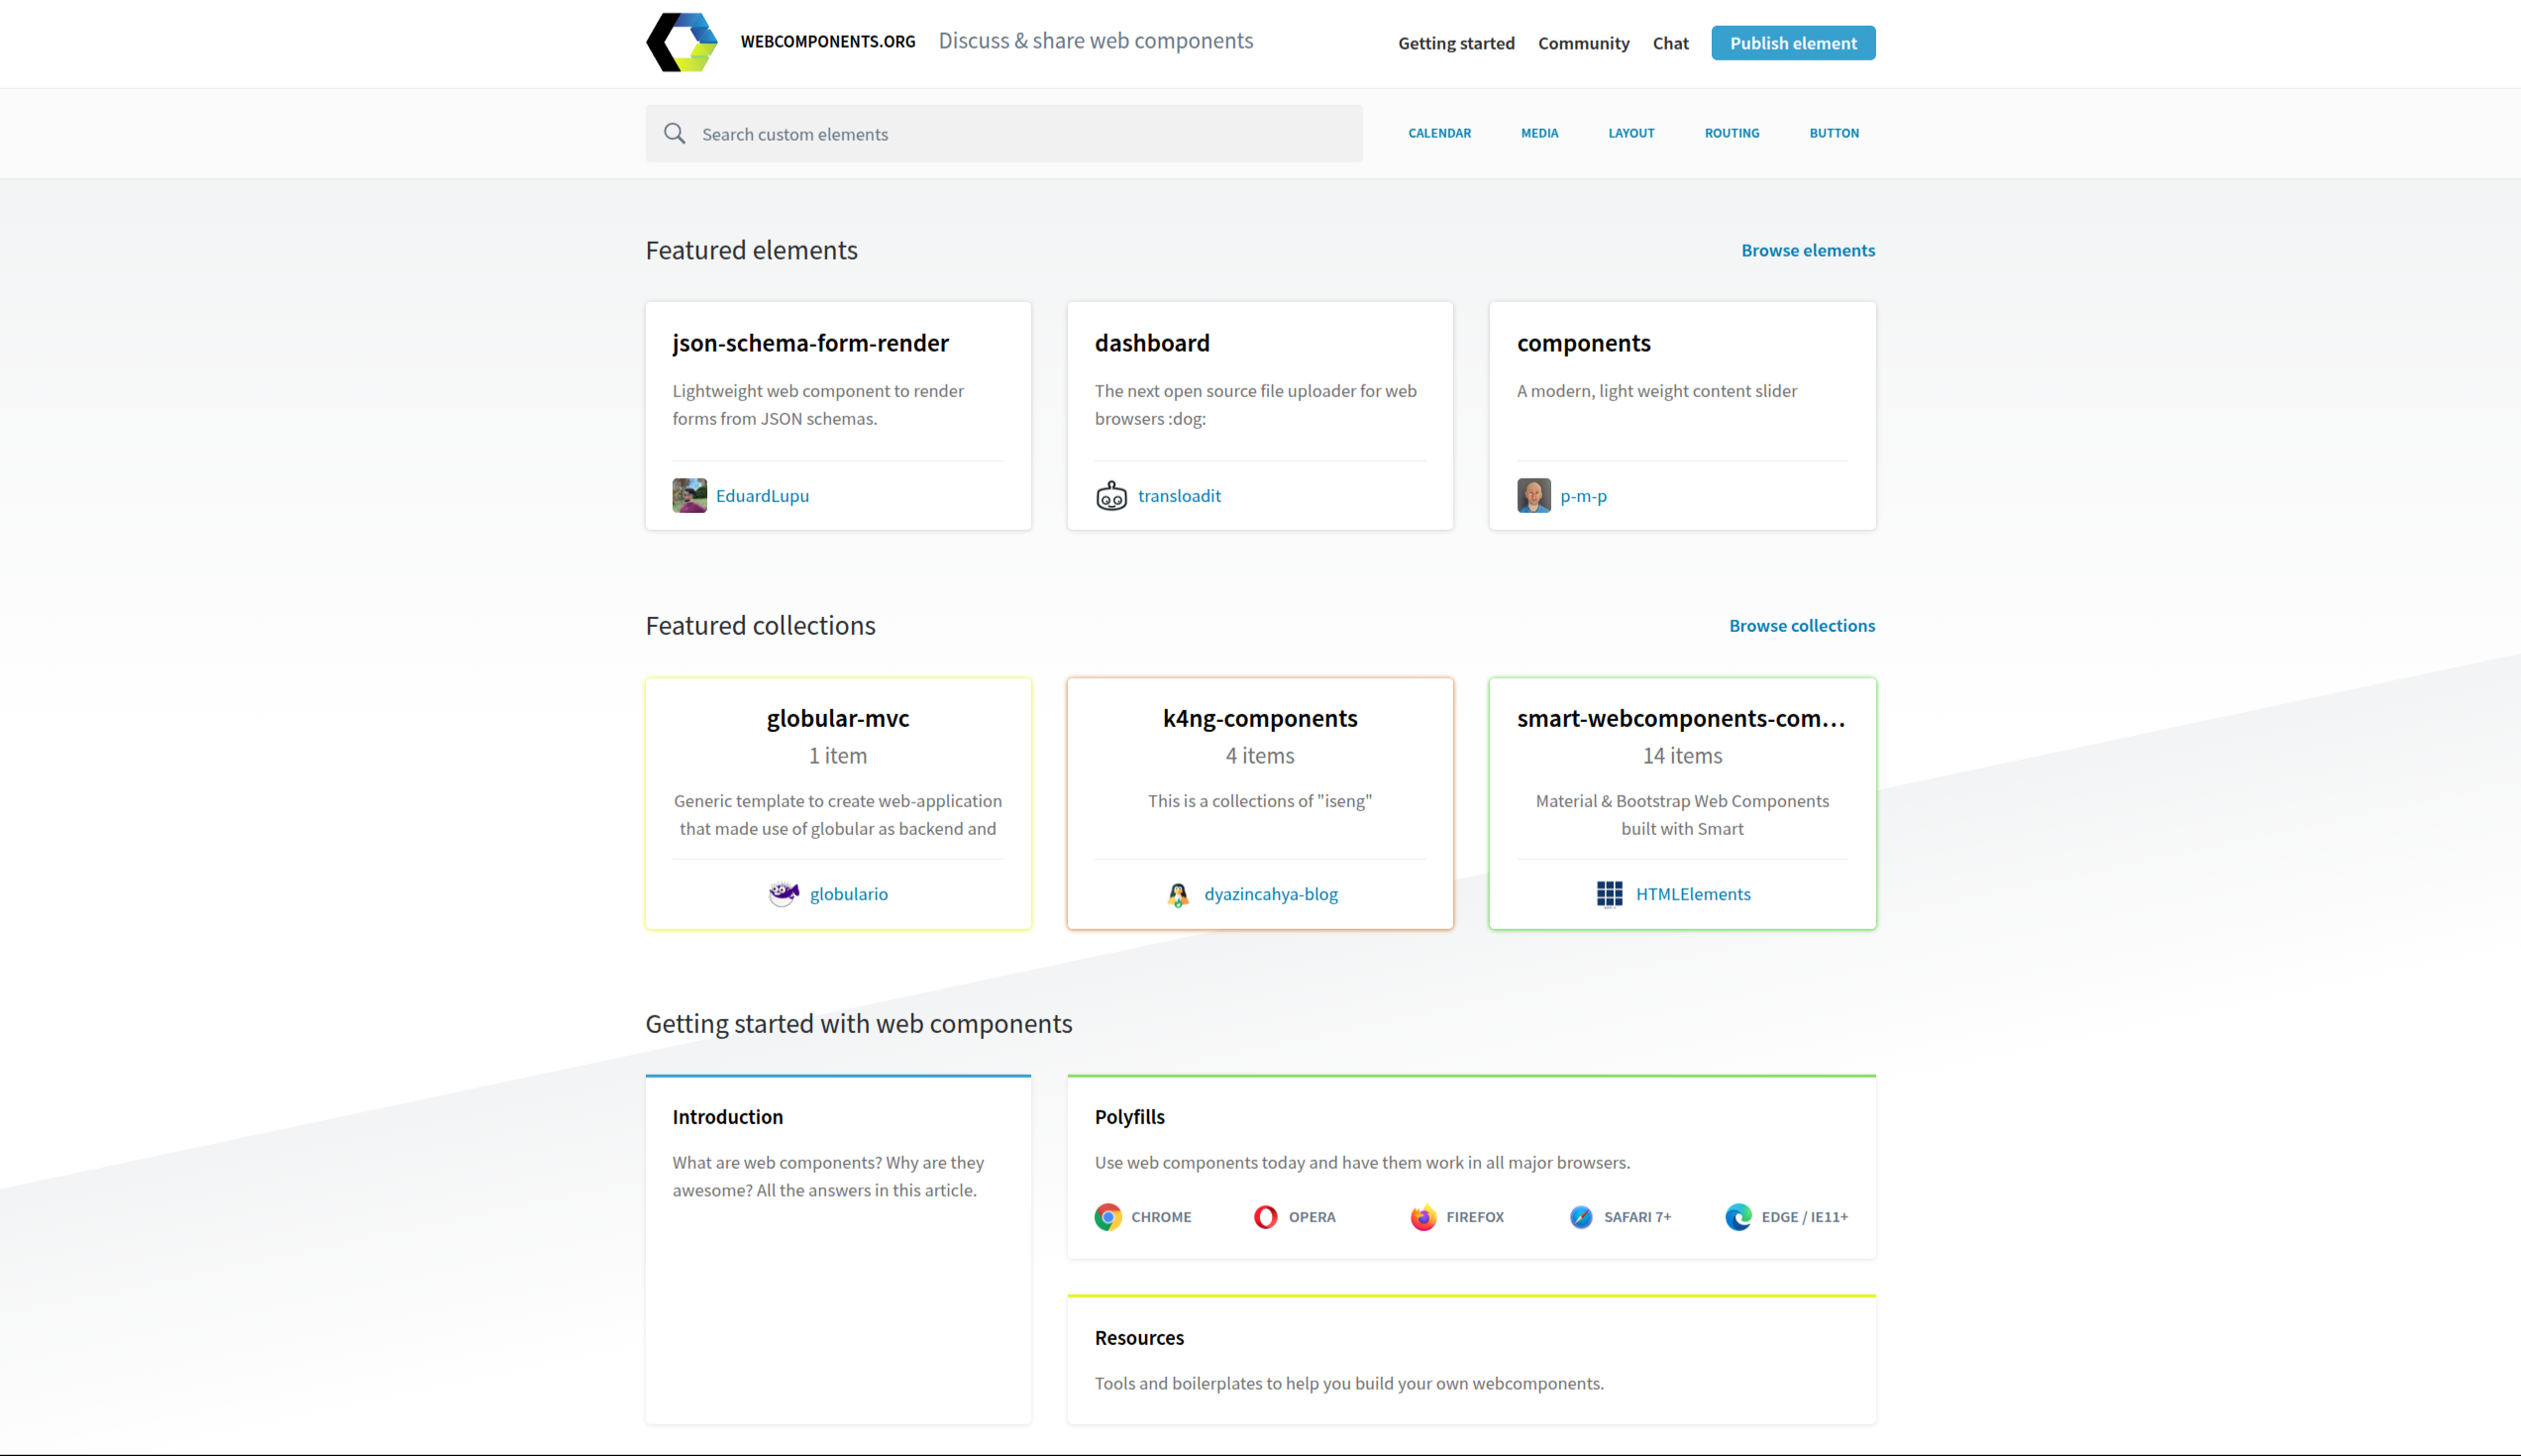 WEBCOMPONENTS.ORG
Discuss & share web components
Getting started
Community
Chat
Publish element
Search custom elements
CALENDAR
MEDIA
LAYOUT
ROUTING
BUTTON
Featured elements
Browse elements
json-schema-form-render
Lightweight web component to render
forms from JSON schemas.
EduardLupu
dashboard
The next open source file uploader for web
browsers :dog:
transloadit
components
A modern, light weight content slider
p-m-p
Featured collections
Browse collections
globular-mvc
1 item
Generic template to create web-application
that made use of globular as backend and
globulario
k4ng-components
4 items
This is a collections of "iseng"
dyazincahya-blog
smart-webcomponents-com...
14 items
Material & Bootstrap Web Components
built with Smart
HTMLElements
Getting started with web components
Introduction
What are web components? Why are they
awesome? All the answers in this article.
Polyfills
Use web components today and have them work in all major browsers.
CHROME
OPERA
FIREFOX
SAFARI 7+
EDGE / IE11+
Resources
Tools and boilerplates to help you build your own webcomponents.